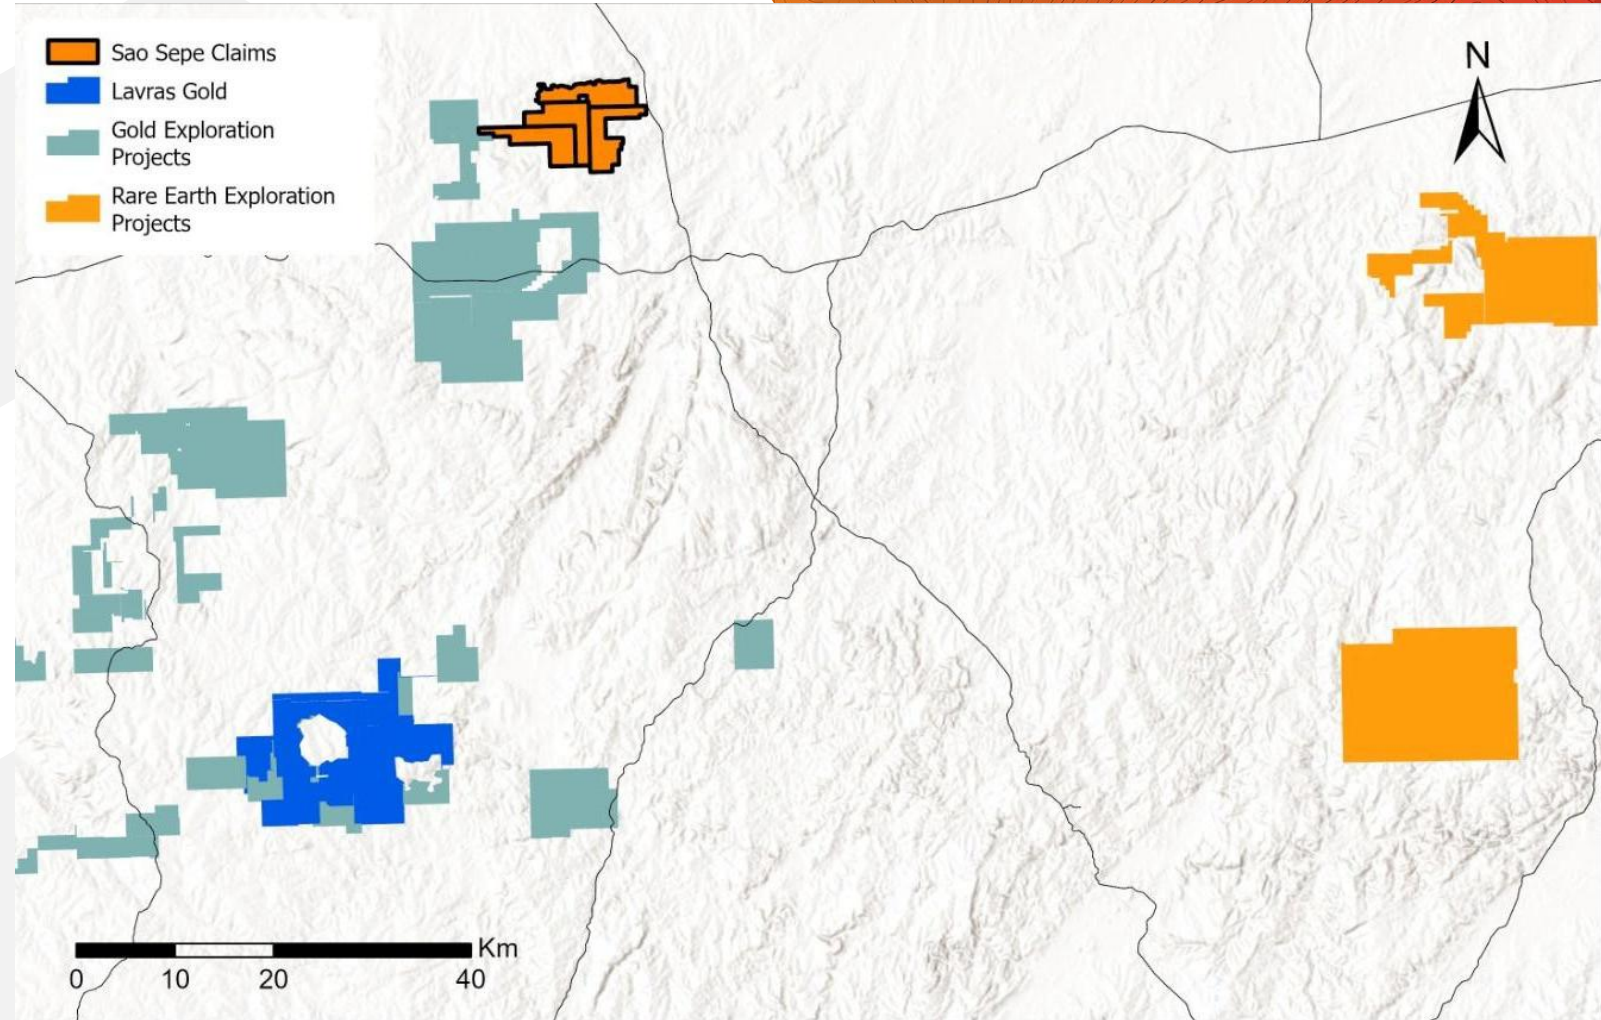 Sao Sepe Claims
Lavras Gold
Gold Exploration
Projects
Rare Earth Exploration
Projects
N
Km
0 10 20 40